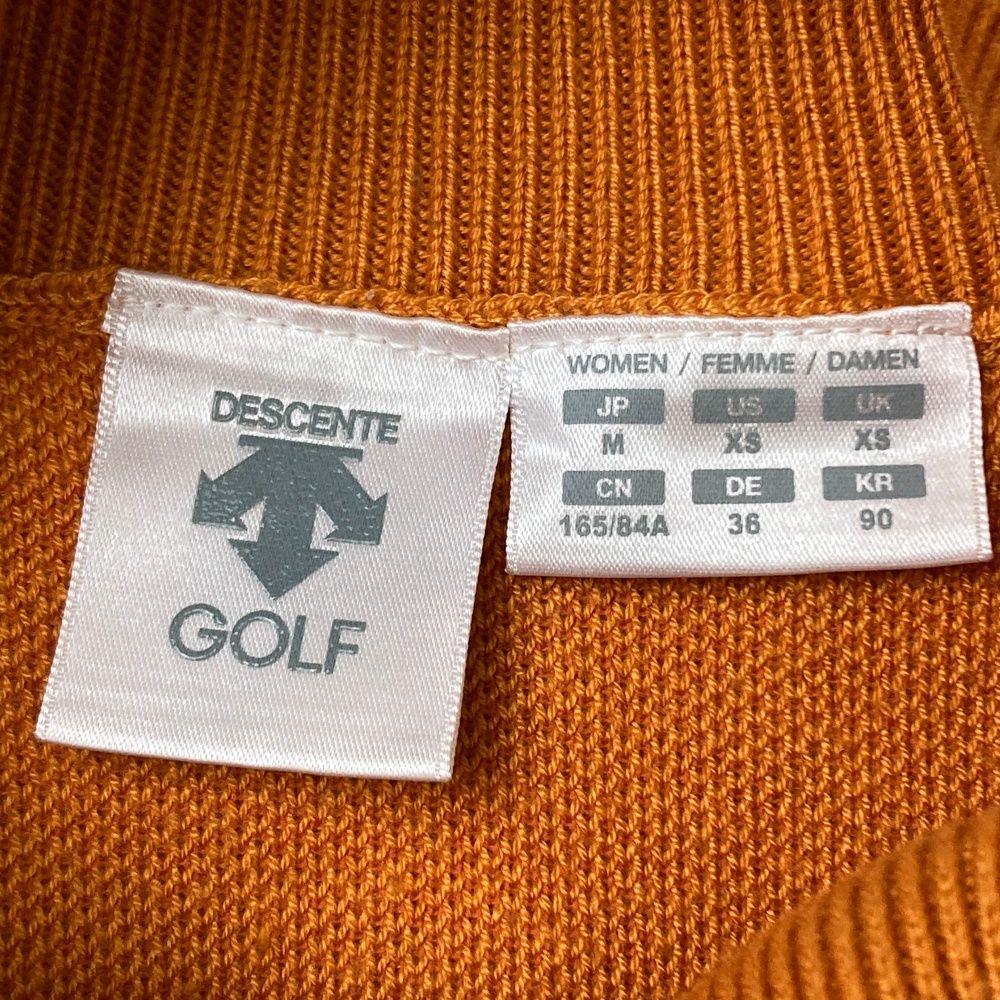 DESCENTE
GOLF
WOMEN / FEMME / DAMEN
JP US UK
M XS XS
CN DE KR
165/84A 36 90